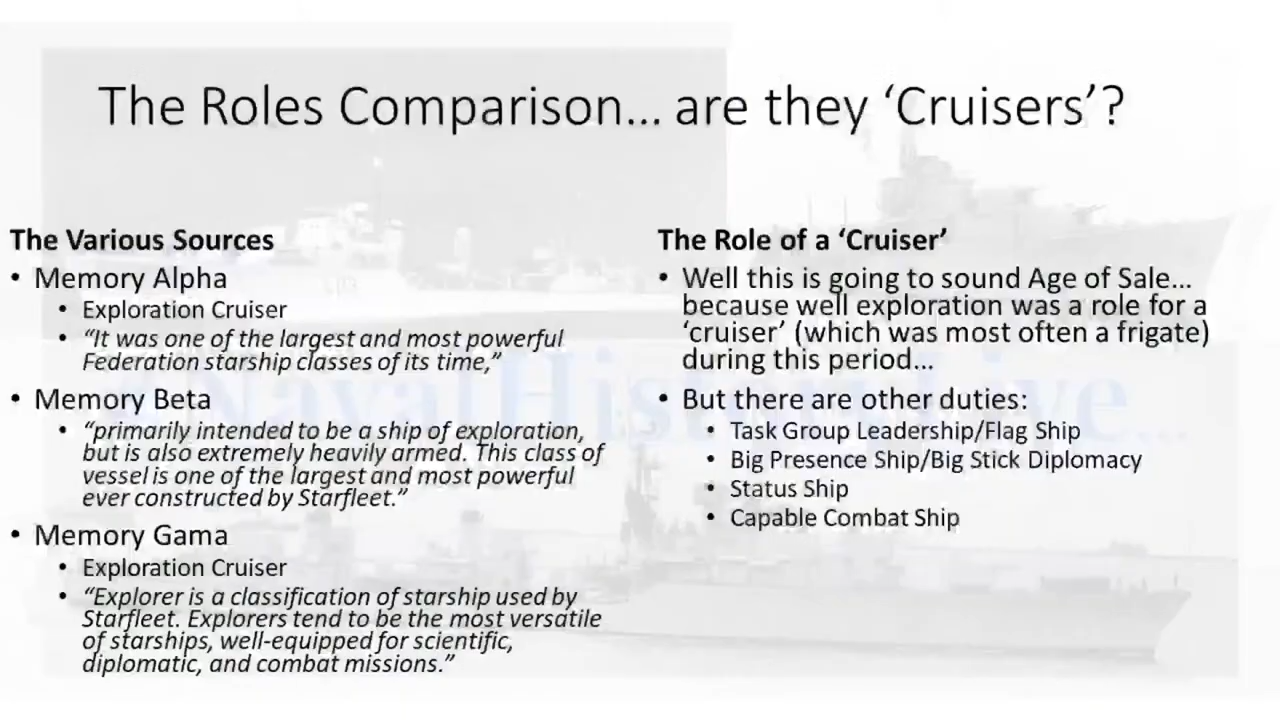 The Roles Comparison... are they ‘Cruisers’?
The Various Sources
• Memory Alpha
• Exploration Cruiser
• “It was one of the largest and most powerful
Federation starship classes of its time,”
• Memory Beta
• “primarily intended to be a ship of exploration,
but is also extremely heavily armed. This class of
vessel is one of the largest and most powerful
ever constructed by Starfleet.”
• Memory Gama
• Exploration Cruiser
• “Explorer is a classification of starship used by
Starfleet. Explorers tend to be the most versatile
of starships, well-equipped for scientific,
diplomatic, and combat missions.”
The Role of a ‘Cruiser’
• Well this is going to sound Age of Sale...
because well exploration was a role for a
‘cruiser’ (which was most often a frigate)
during this period...
• But there are other duties:
• Task Group Leadership/Flag Ship
• Big Presence Ship/Big Stick Diplomacy
• Status Ship
• Capable Combat Ship
#NavalHistoryLive...